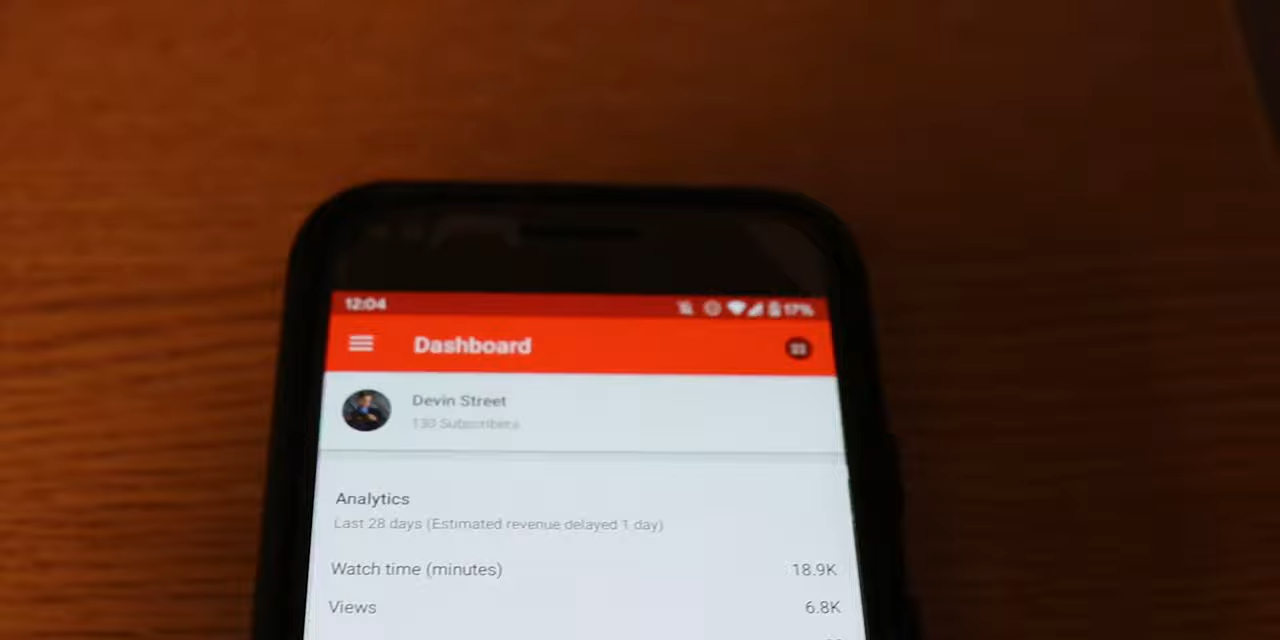 12:04 17%
Dashboard
Devin Street
130 Subscribers
Analytics
Last 28 days (Estimated revenue delayed 1 day)
Watch time (minutes) 18.9K
Views 6.8K